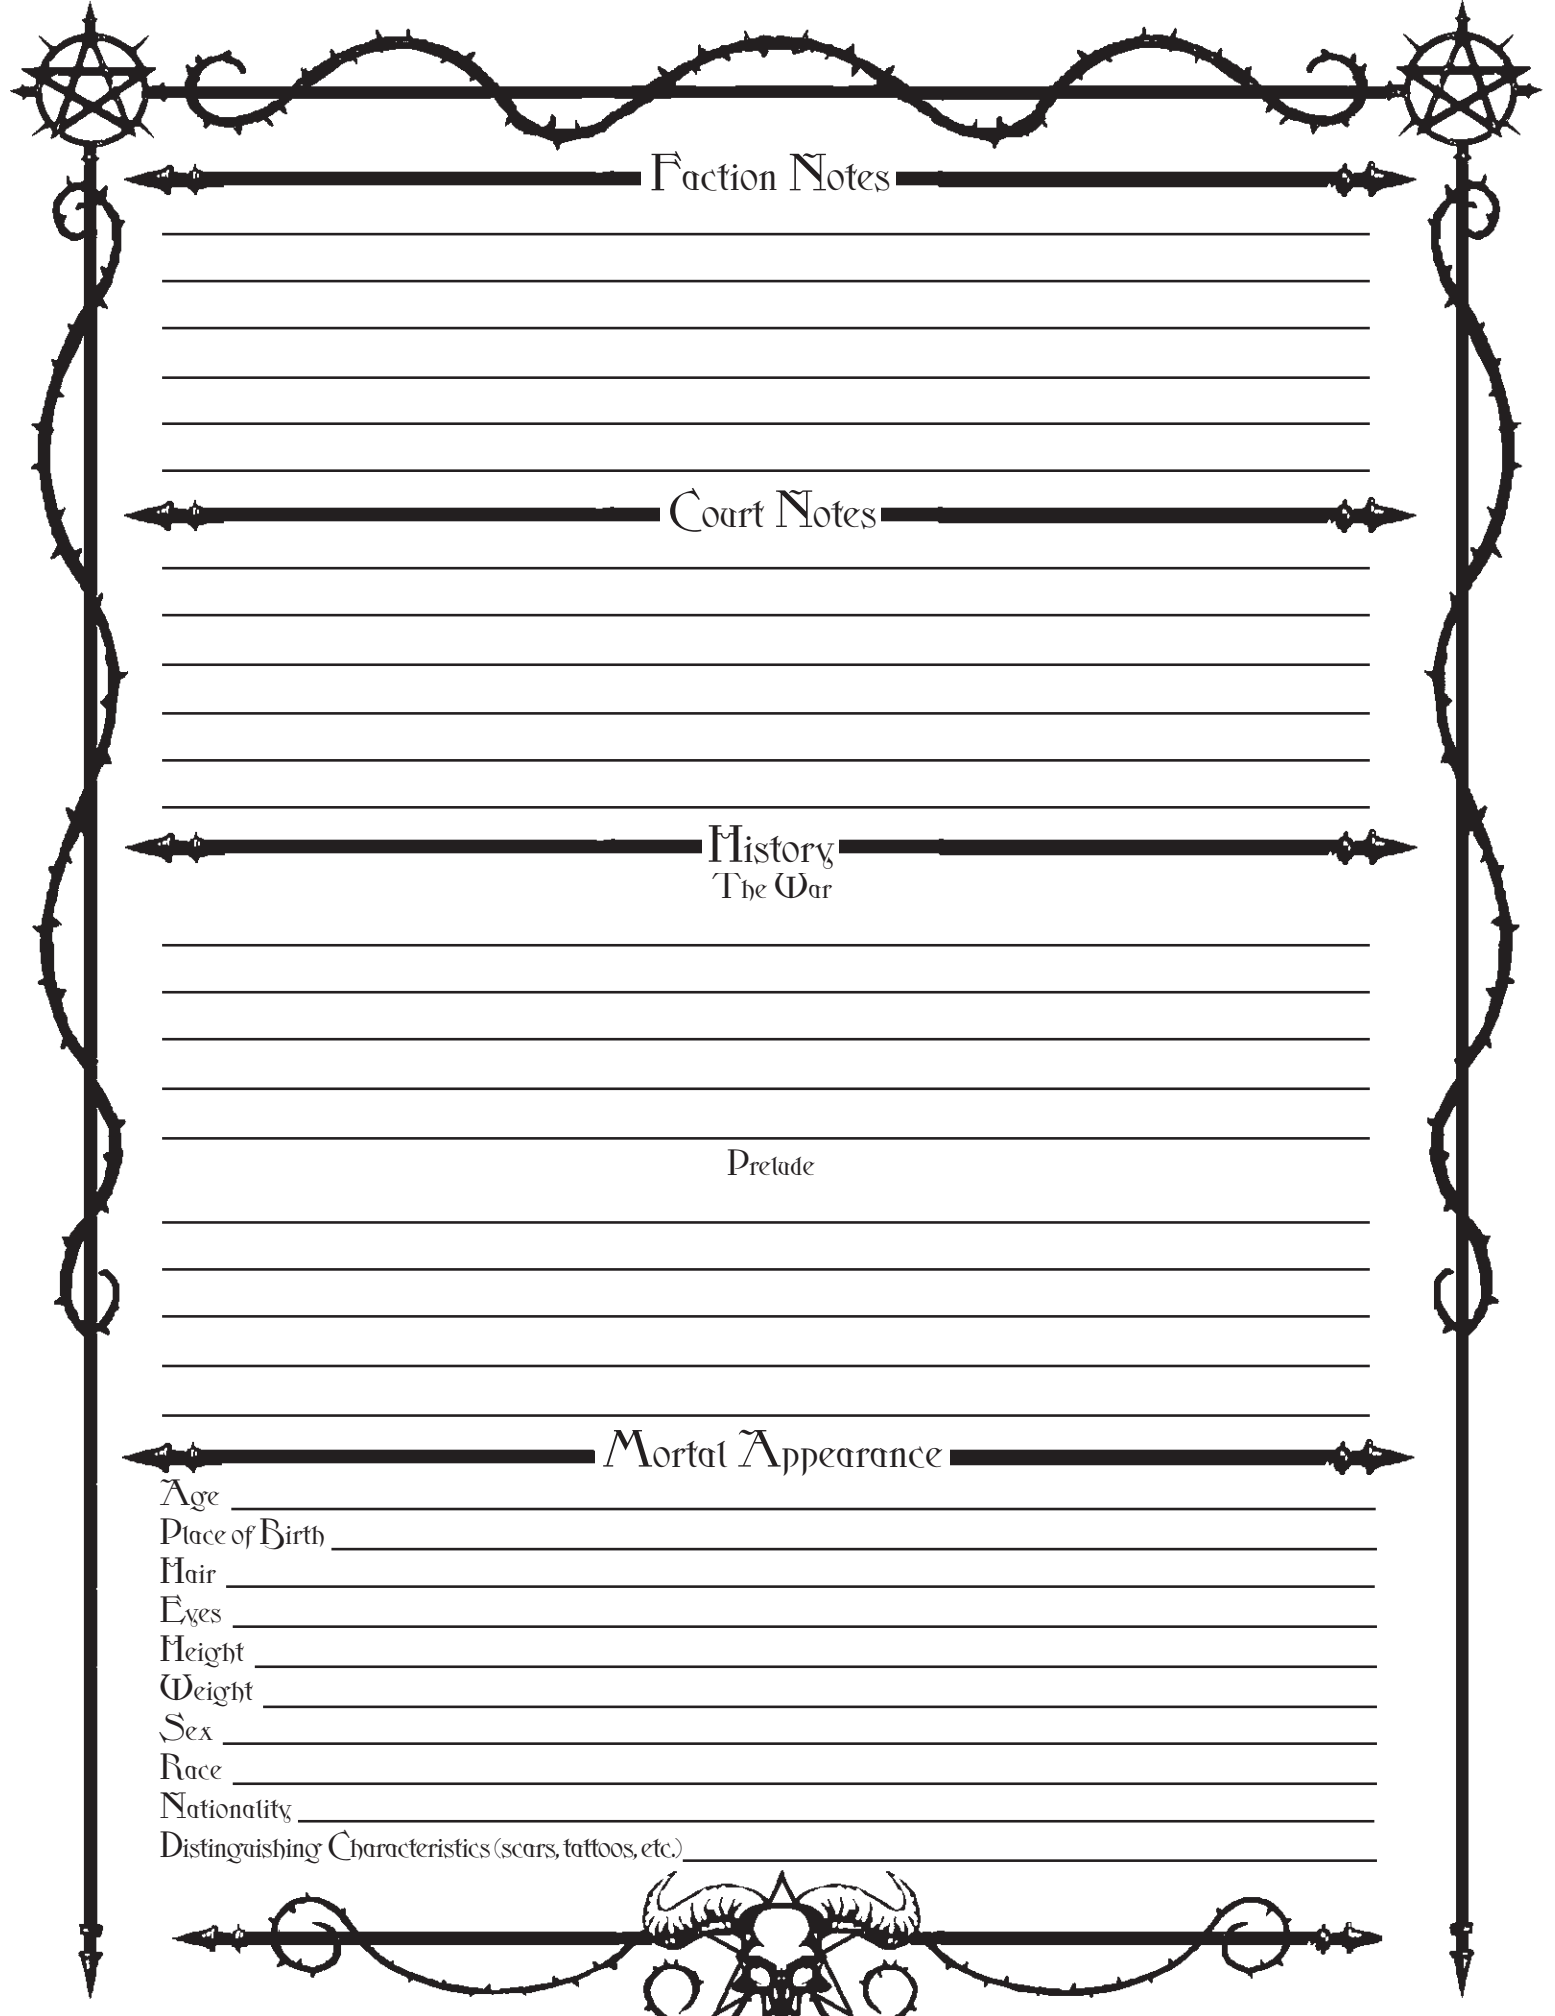 Faction Notes
Court Notes
History
The War
Prelude
Mortal Appearance
Age
Place of Birth
Hair
Eyes
Height
Weight
Sex
Race
Nationality
Distinguishing Characteristics (scars, tattoos, etc.)